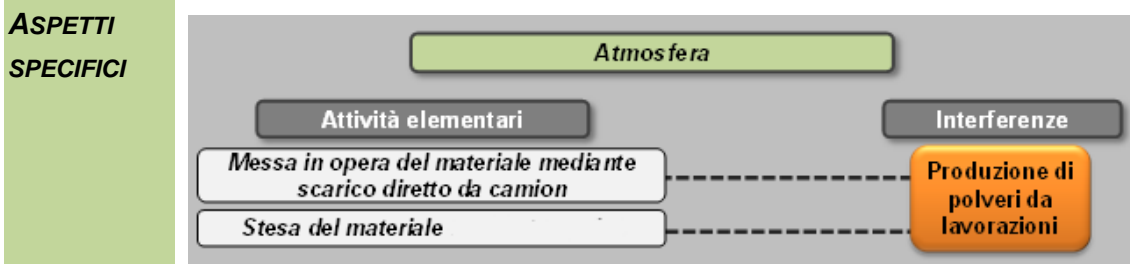 ASPETTI
SPECIFICI
Atmosfera
Attività elementari
Interferenze
Messa in opera del materiale mediante
scarico diretto da camion
Stesa del materiale
Produzione di
polveri da
lavorazioni